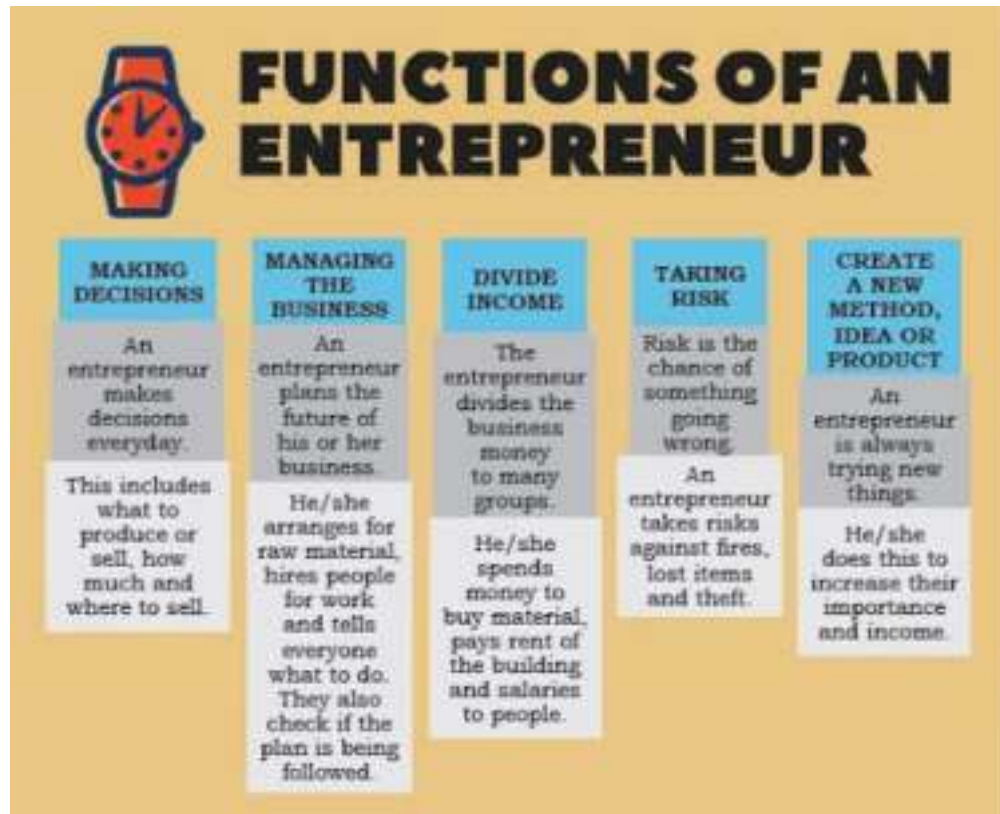 FUNCTIONS OF AN
ENTREPRENEUR
MAKING
DECISIONS
An
entrepreneur
makes
decisions
everyday.
This includes
what to
produce or
sell, how
much and
where to sell.
MANAGING
THE
BUSINESS
An
entrepreneur
plans the
future of
his or her
business.
He/she
arranges for
raw material,
hires people
for work
and tells
everyone
what to do.
They also
check if the
plan is being
followed.
DIVIDE
INCOME
The
entrepreneur
divides the
business
money
to many
groups.
He/she
spends
money to
buy material,
pays rent of
the building
and salaries
to people.
TAKING
RISK
Risk is the
chance of
something
going
wrong.
An
entrepreneur
takes risks
against fires,
lost items
and theft.
CREATE
A NEW
METHOD,
IDEA OR
PRODUCT
An
entrepreneur
is always
trying new
things.
He/she
does this to
increase their
importance
and income.